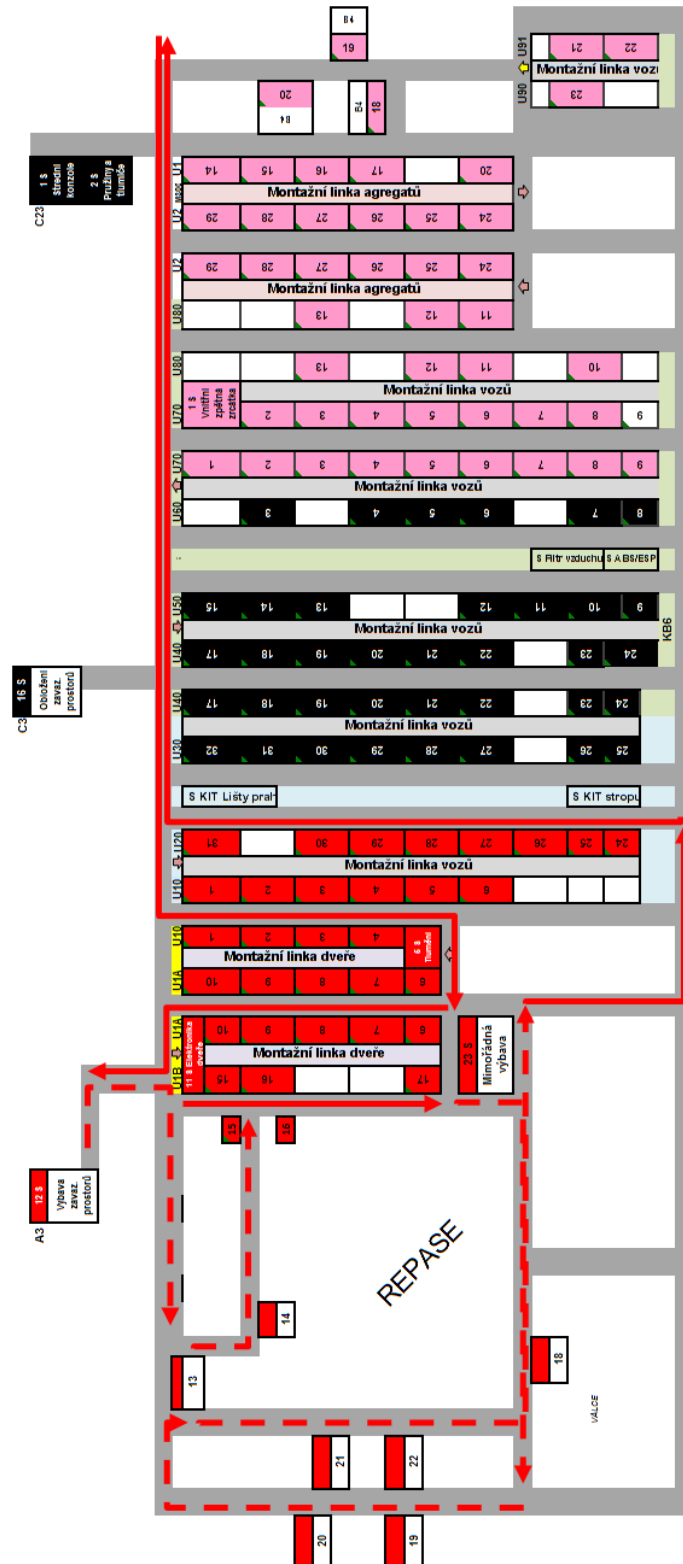 B4
19
20
B4
B4
18
U91
21
22
Montážní linka vozů
U90
23
C23
1 S
Střední
konzole
2 S
Pružiny a
tlumiče
U1
14
15
16
17
20
M806
Montážní linka agregatů
U2
29
28
27
26
25
24
U2
29
28
27
26
25
24
Montážní linka agregatů
U80
13
12
11
U80
13
12
11
10
Montážní linka vozů
U70
1 S
Vnitřní
zpětná
zrcátka
2
3
4
5
6
7
8
9
U70
1
2
3
4
5
6
7
8
9
Montážní linka vozů
U60
3
4
5
6
7
8
S Filtr vzduchu
S ABS/ESP
U50
15
14
13
12
11
10
9
Montážní linka vozů
KB6
U40
17
18
19
20
21
22
23
24
C3
16 S
Obložení
zavaz.
prostorů
U40
17
18
19
20
21
22
23
24
Montážní linka vozů
U30
32
31
30
29
28
27
26
25
S KIT Lišty prah
S KIT stropu
U20
31
30
29
28
27
26
25
24
Montážní linka vozů
U10
1
2
3
4
5
6
U10
1
2
3
4
6 S
Tlumění
Montážní linka dveře
U1A
10
9
8
7
6
U1A
11 S Elektronika
dveře
10
9
8
7
6
Montážní linka dveře
U1B
15
16
17
23 S
Mimořádná
výbava
15
16
A3
12 S
Výbava
zavaz.
prostorů
REPASE
14
13
18
VÁLCE
21
22
20
19